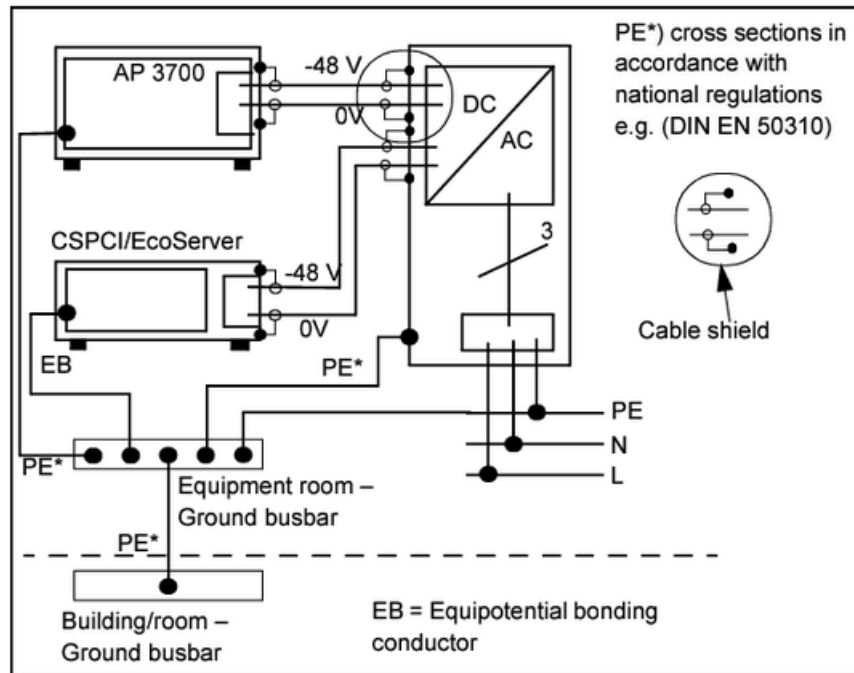 AP 3700
-48 V
0V
DC
AC
3
PE*) cross sections in
accordance with
national regulations
e.g. (DIN EN 50310)
Cable shield
CSPCI/EcoServer
-48 V
0V
EB
PE*
PE
N
L
PE*
Equipment room –
Ground busbar
PE*
Building/room –
Ground busbar
EB = Equipotential bonding
conductor